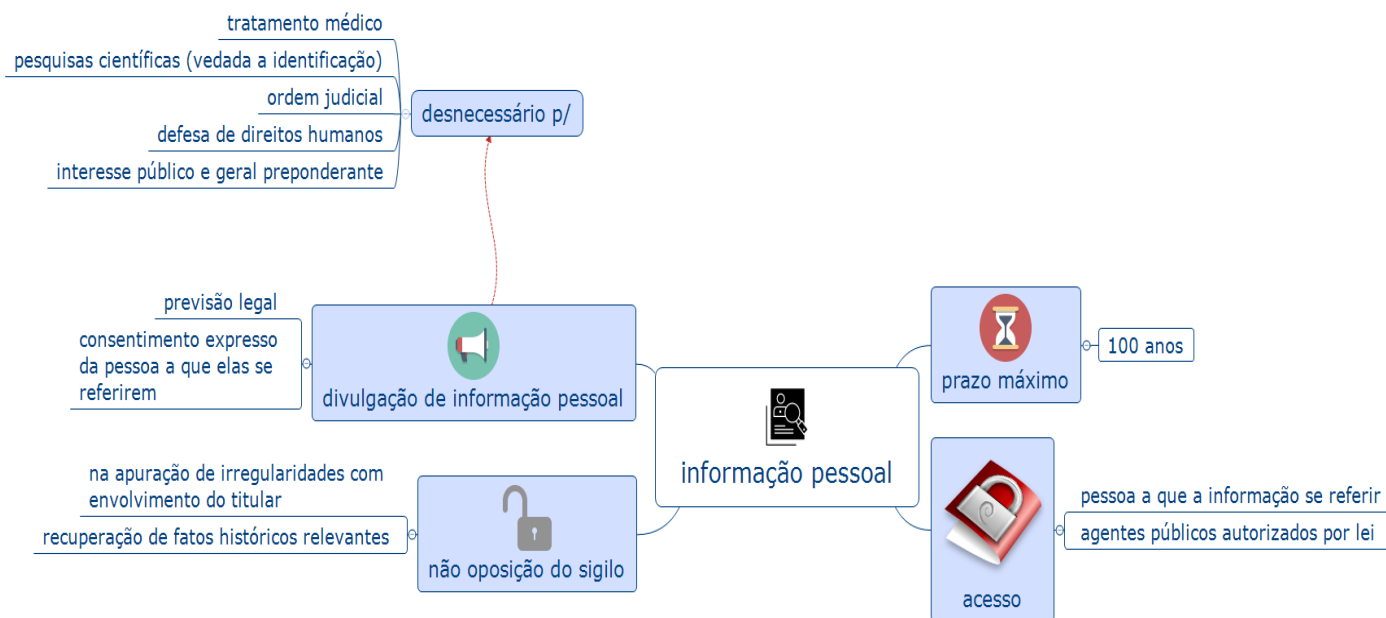 tratamento médico
pesquisas científicas (vedada a identificação)
ordem judicial
defesa de direitos humanos
interesse público e geral preponderante
desnecessário p/
previsão legal
consentimento expresso
da pessoa a que elas se
referirem
divulgação de informação pessoal
na apuração de irregularidades com
envolvimento do titular
recuperação de fatos históricos relevantes
não oposição do sigilo
informação pessoal
prazo máximo
100 anos
acesso
pessoa a que a informação se referir
agentes públicos autorizados por lei